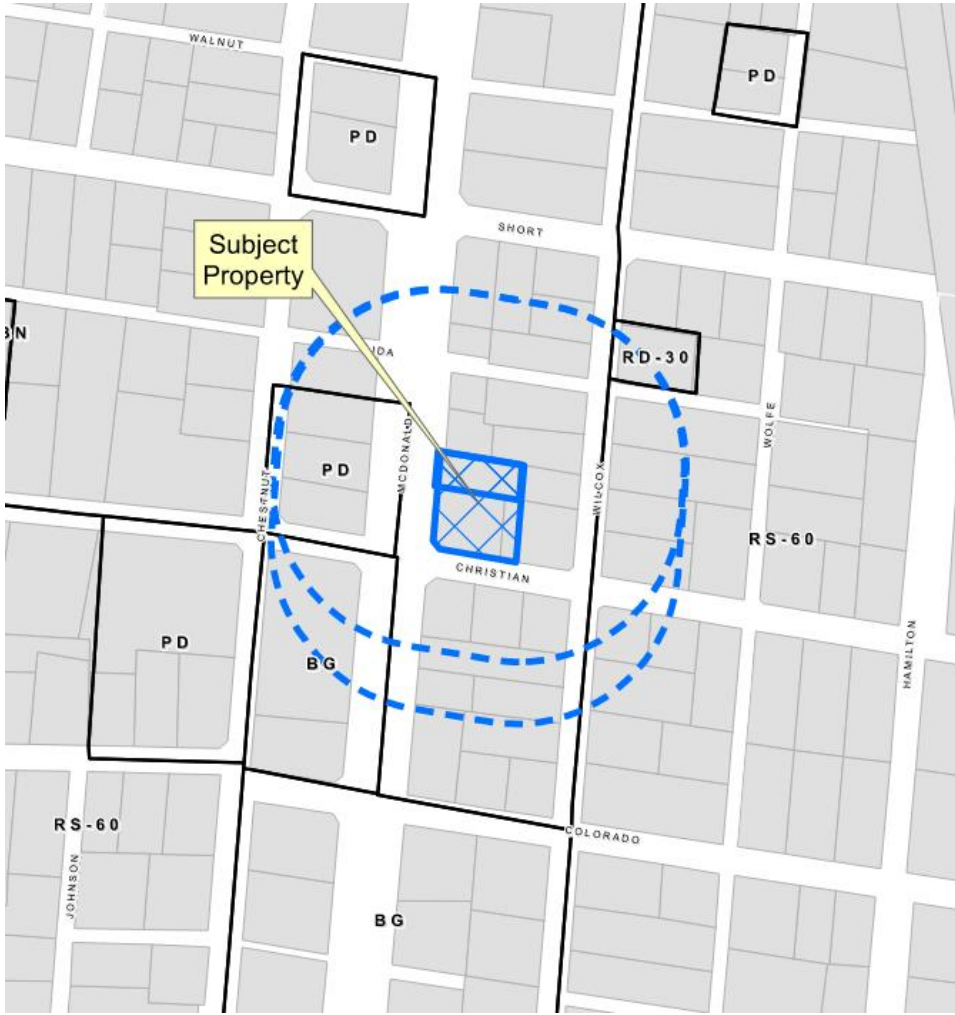 WALNUT
PD
PD
SHORT
Subject
Property
BN
IDA
RD-30
WOLFE
MCDONALD
PD
CHESTNUT
WILCOX
RS-60
CHRISTIAN
PD
BG
HAMILTON
RS-60
COLORADO
JOHNSON
BG